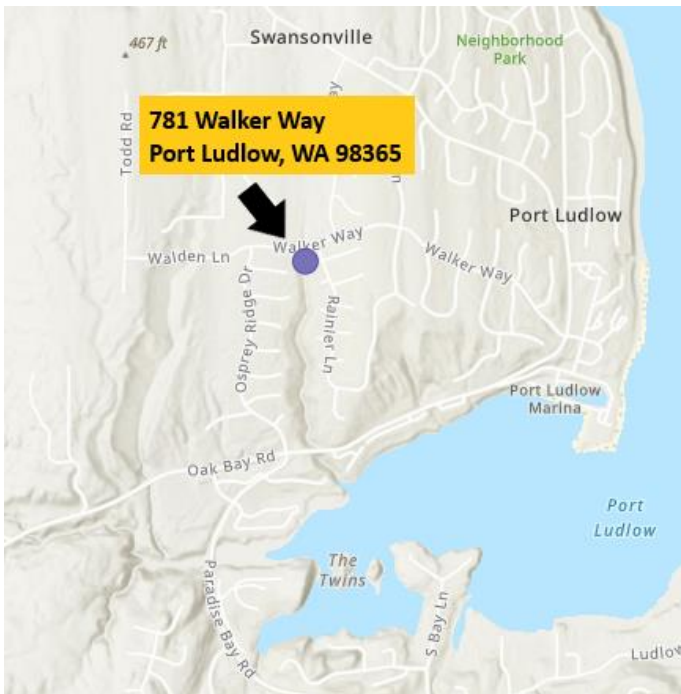 467 ft
Swansonville
Neighborhood
Park
781 Walker Way
Port Ludlow, WA 98365
Todd Rd
ay
n
Port Ludlow
Walker Way
Walden Ln
Walker Way
Osprey Ridge Dr
Rainier Ln
Port Ludlow
Marina
Oak Bay Rd
Port
Ludlow
The
Twins
Paradise Bay Rd
S Bay Ln
Ludlow